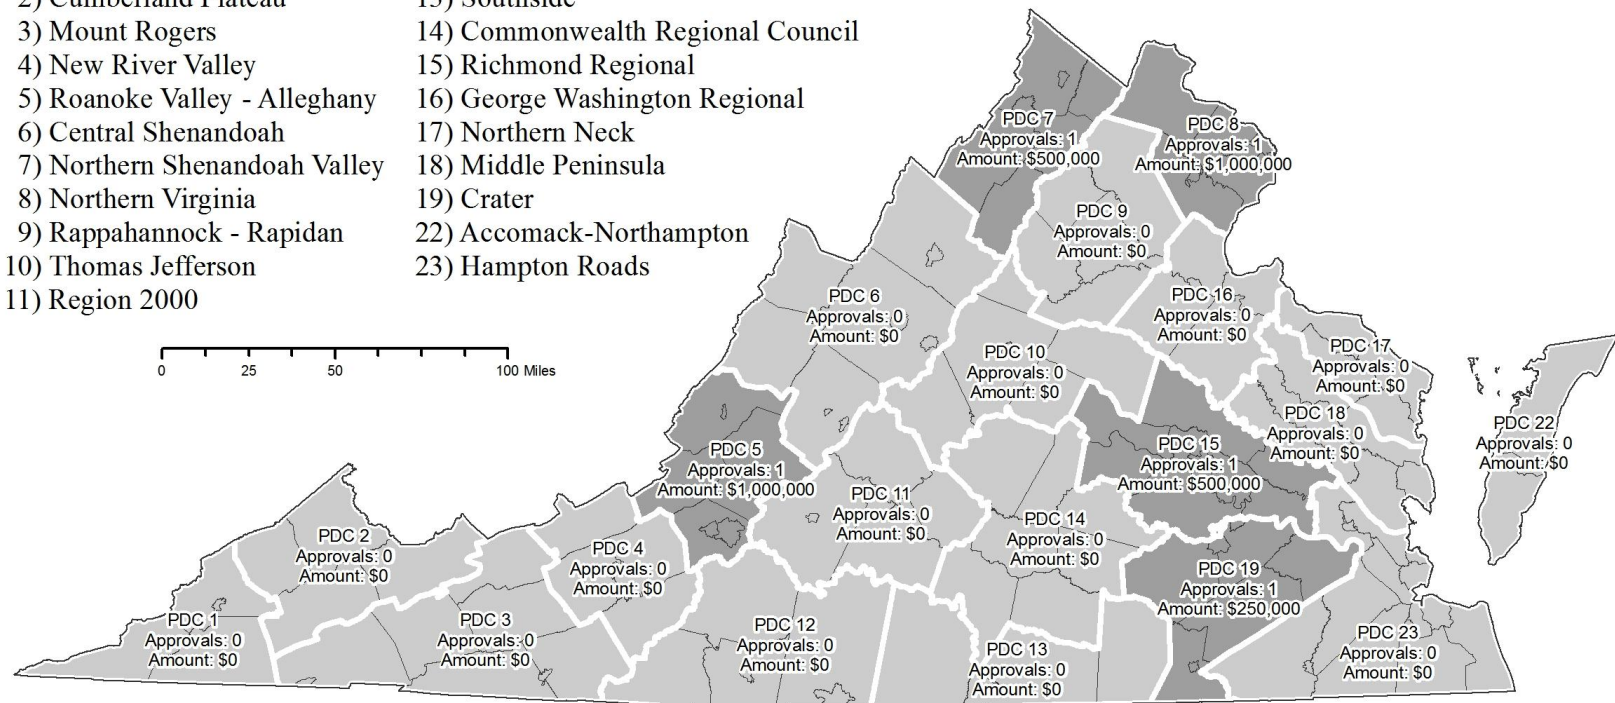 2) Cumberland Plateau
3) Mount Rogers
4) New River Valley
5) Roanoke Valley - Alleghany
6) Central Shenandoah
7) Northern Shenandoah Valley
8) Northern Virginia
9) Rappahannock - Rapidan
10) Thomas Jefferson
11) Region 2000
13) Southside
14) Commonwealth Regional Council
15) Richmond Regional
16) George Washington Regional
17) Northern Neck
18) Middle Peninsula
19) Crater
22) Accomack-Northampton
23) Hampton Roads
0 25 50 100 Miles
PDC 7
Approvals: 1
Amount: $500,000
PDC 8
Approvals: 1
Amount: $1,000,000
PDC 9
Approvals: 0
Amount: $0
PDC 6
Approvals: 0
Amount: $0
PDC 16
Approvals: 0
Amount: $0
PDC 10
Approvals: 0
Amount: $0
PDC 17
Approvals: 0
Amount: $0
PDC 18
Approvals: 0
Amount: $0
PDC 22
Approvals: 0
Amount: $0
PDC 5
Approvals: 1
Amount: $1,000,000
PDC 15
Approvals: 1
Amount: $500,000
PDC 11
Approvals: 0
Amount: $0
PDC 14
Approvals: 0
Amount: $0
PDC 2
Approvals: 0
Amount: $0
PDC 4
Approvals: 0
Amount: $0
PDC 19
Approvals: 1
Amount: $250,000
PDC 1
Approvals: 0
Amount: $0
PDC 3
Approvals: 0
Amount: $0
PDC 12
Approvals: 0
Amount: $0
PDC 13
Approvals: 0
Amount: $0
PDC 23
Approvals: 0
Amount: $0